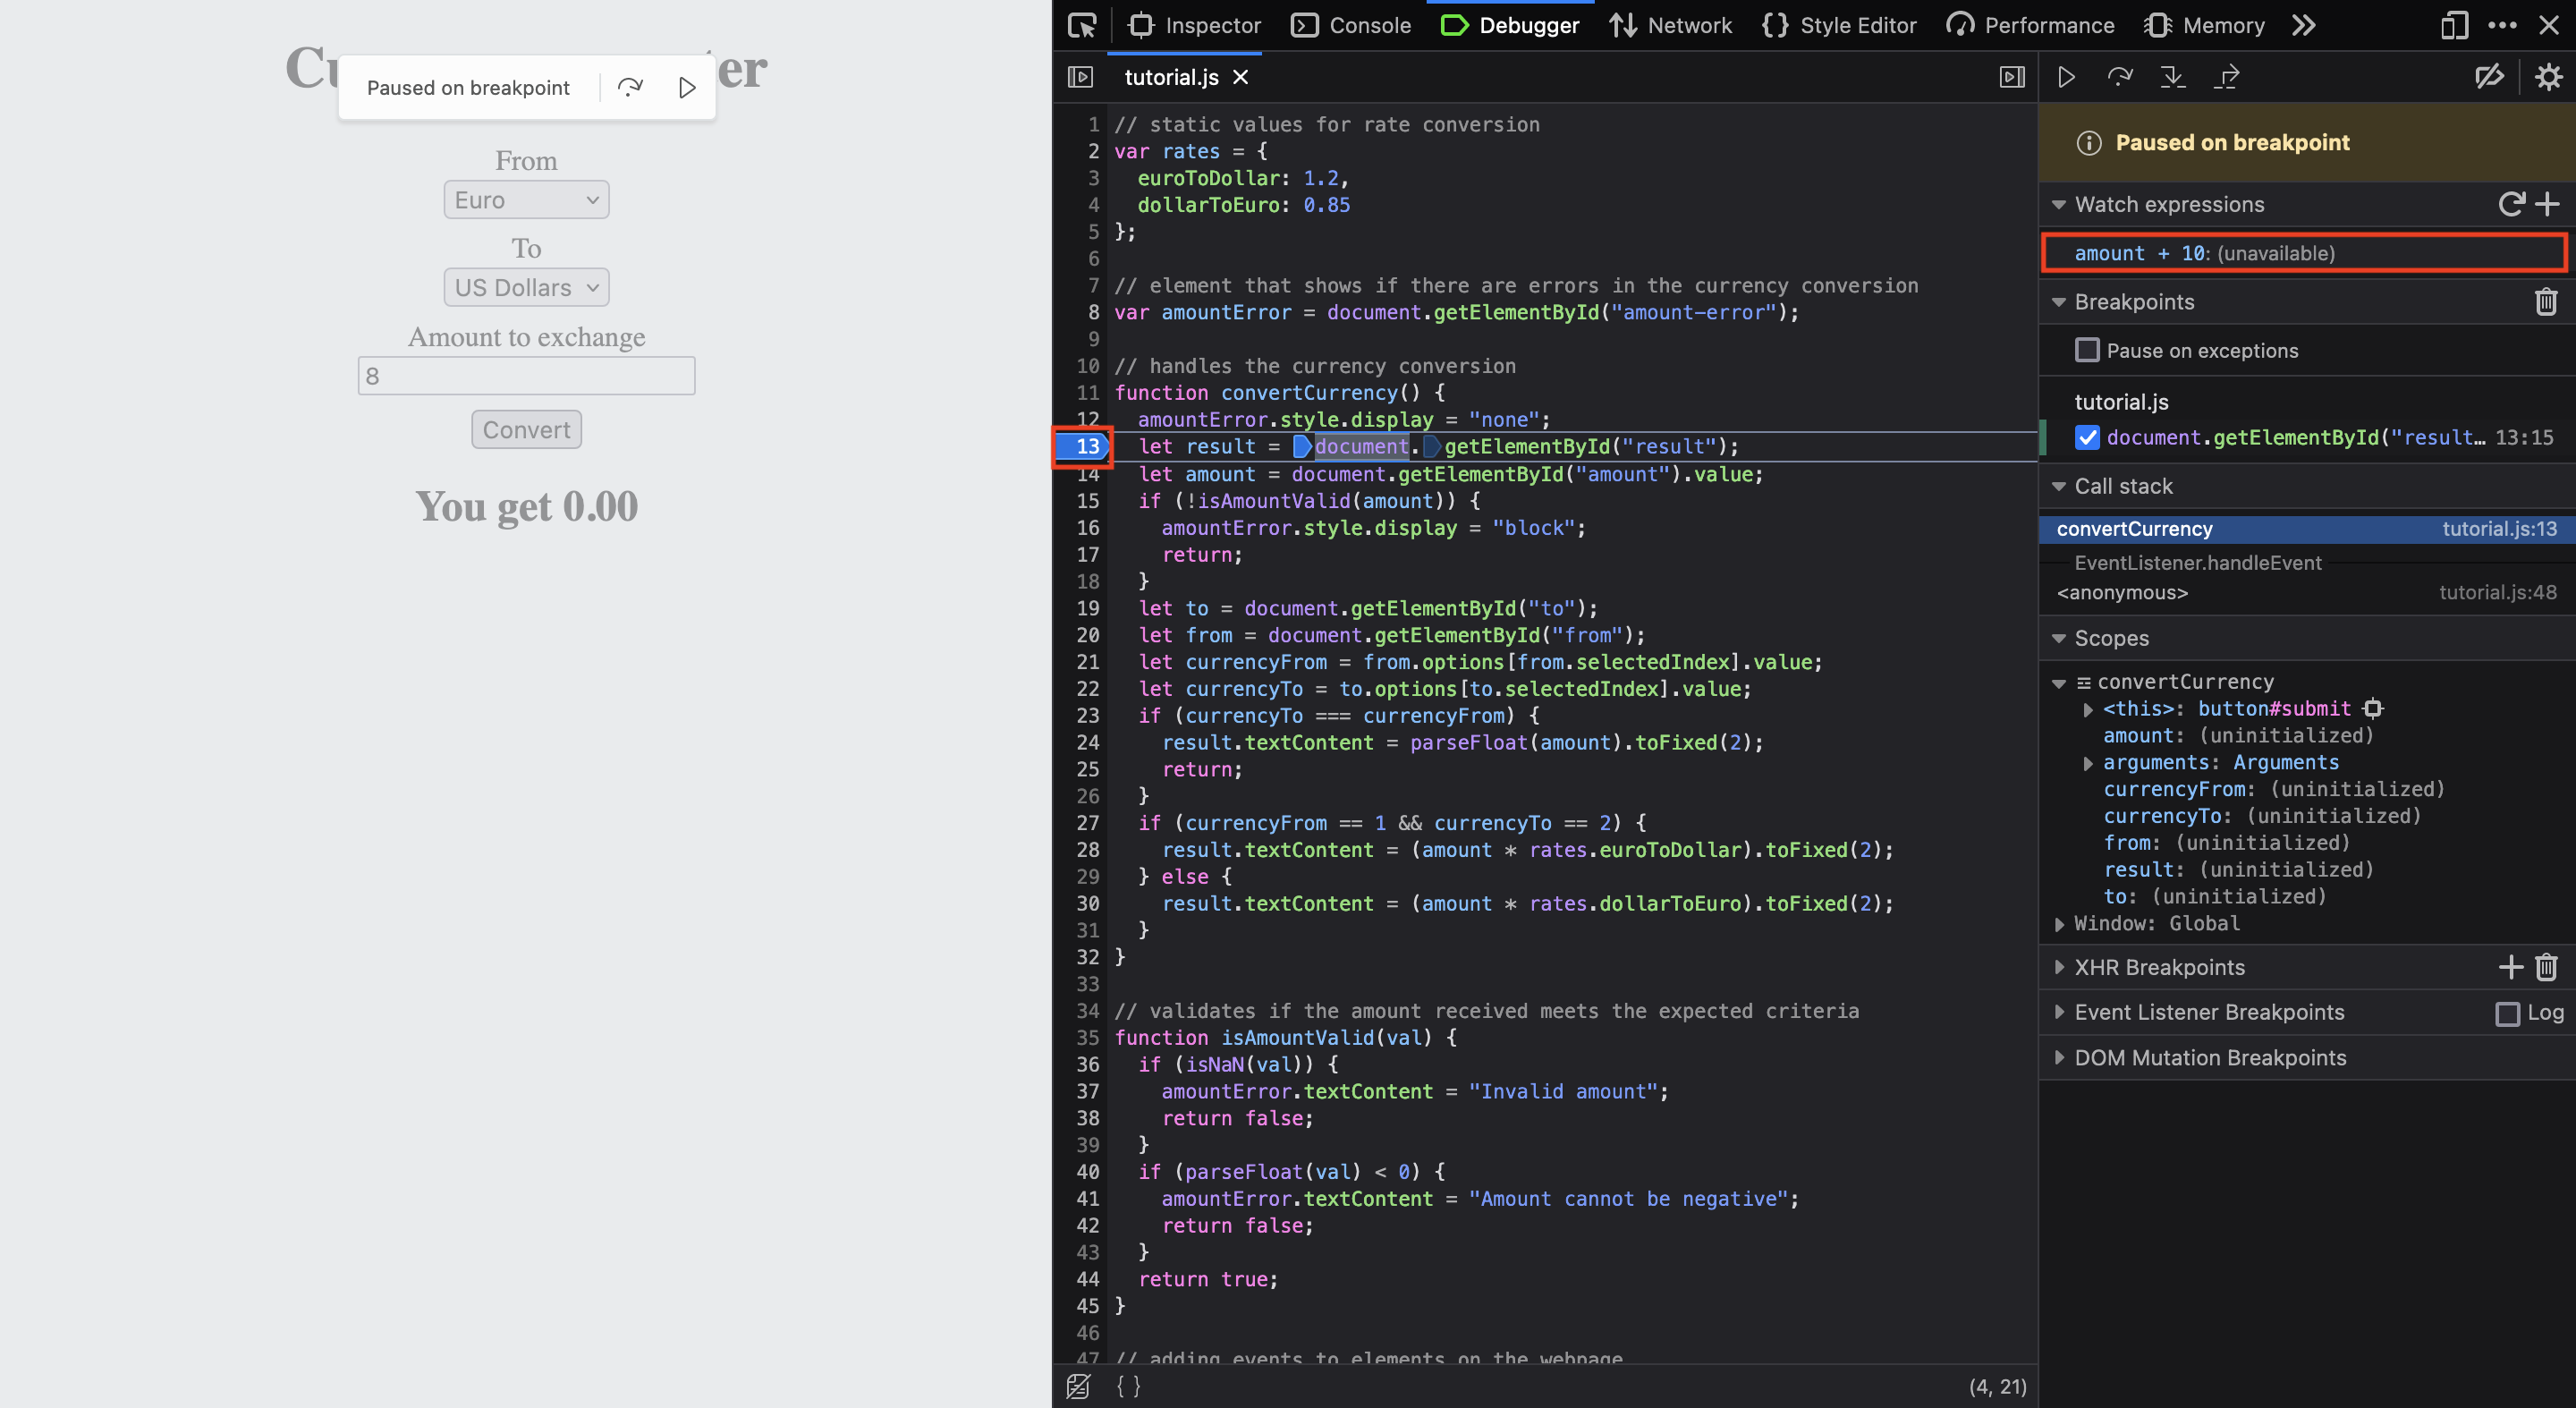 Cu
er
Paused on breakpoint
From
Euro
To
US Dollars
Amount to exchange
8
Convert
You get 0.00
Inspector
Console
Debugger
Network
{} Style Editor
Performance
Memory
tutorial.js
1 // static values for rate conversion
2 var rates = {
3 euroToDollar: 1.2,
4 dollarToEuro: 0.85
5 };
6
7 // element that shows if there are errors in the currency conversion
8 var amountError = document.getElementById("amount-error");
9
10 // handles the currency conversion
11 function convertCurrency() {
12 amountError.style.display = "none";
13 let result = document.getElementById("result");
14 let amount = document.getElementById("amount").value;
15 if (!isAmountValid(amount)) {
16 amountError.style.display = "block";
17 return;
18 }
19 let to = document.getElementById("to");
20 let from = document.getElementById("from");
21 let currencyFrom = from.options[from.selectedIndex].value;
22 let currencyTo = to.options[to.selectedIndex].value;
23 if (currencyTo === currencyFrom) {
24 result.textContent = parseFloat(amount).toFixed(2);
25 return;
26 }
27 if (currencyFrom == 1 && currencyTo == 2) {
28 result.textContent = (amount * rates.euroToDollar).toFixed(2);
29 } else {
30 result.textContent = (amount * rates.dollarToEuro).toFixed(2);
31 }
32 }
33
34 // validates if the amount received meets the expected criteria
35 function isAmountValid(val) {
36 if (isNaN(val)) {
37 amountError.textContent = "Invalid amount";
38 return false;
39 }
40 if (parseFloat(val) < 0) {
41 amountError.textContent = "Amount cannot be negative";
42 return false;
43 }
44 return true;
45 }
46
47 // adding events to elements on the webpage
{ }
(4, 21)
Paused on breakpoint
Watch expressions
amount + 10: (unavailable)
Breakpoints
Pause on exceptions
tutorial.js
document.getElementById("result… 13:15
Call stack
convertCurrency tutorial.js:13
EventListener.handleEvent
<anonymous> tutorial.js:48
Scopes
convertCurrency
<this>: button#submit
amount: (uninitialized)
arguments: Arguments
currencyFrom: (uninitialized)
currencyTo: (uninitialized)
from: (uninitialized)
result: (uninitialized)
to: (uninitialized)
Window: Global
XHR Breakpoints
Event Listener Breakpoints Log
DOM Mutation Breakpoints